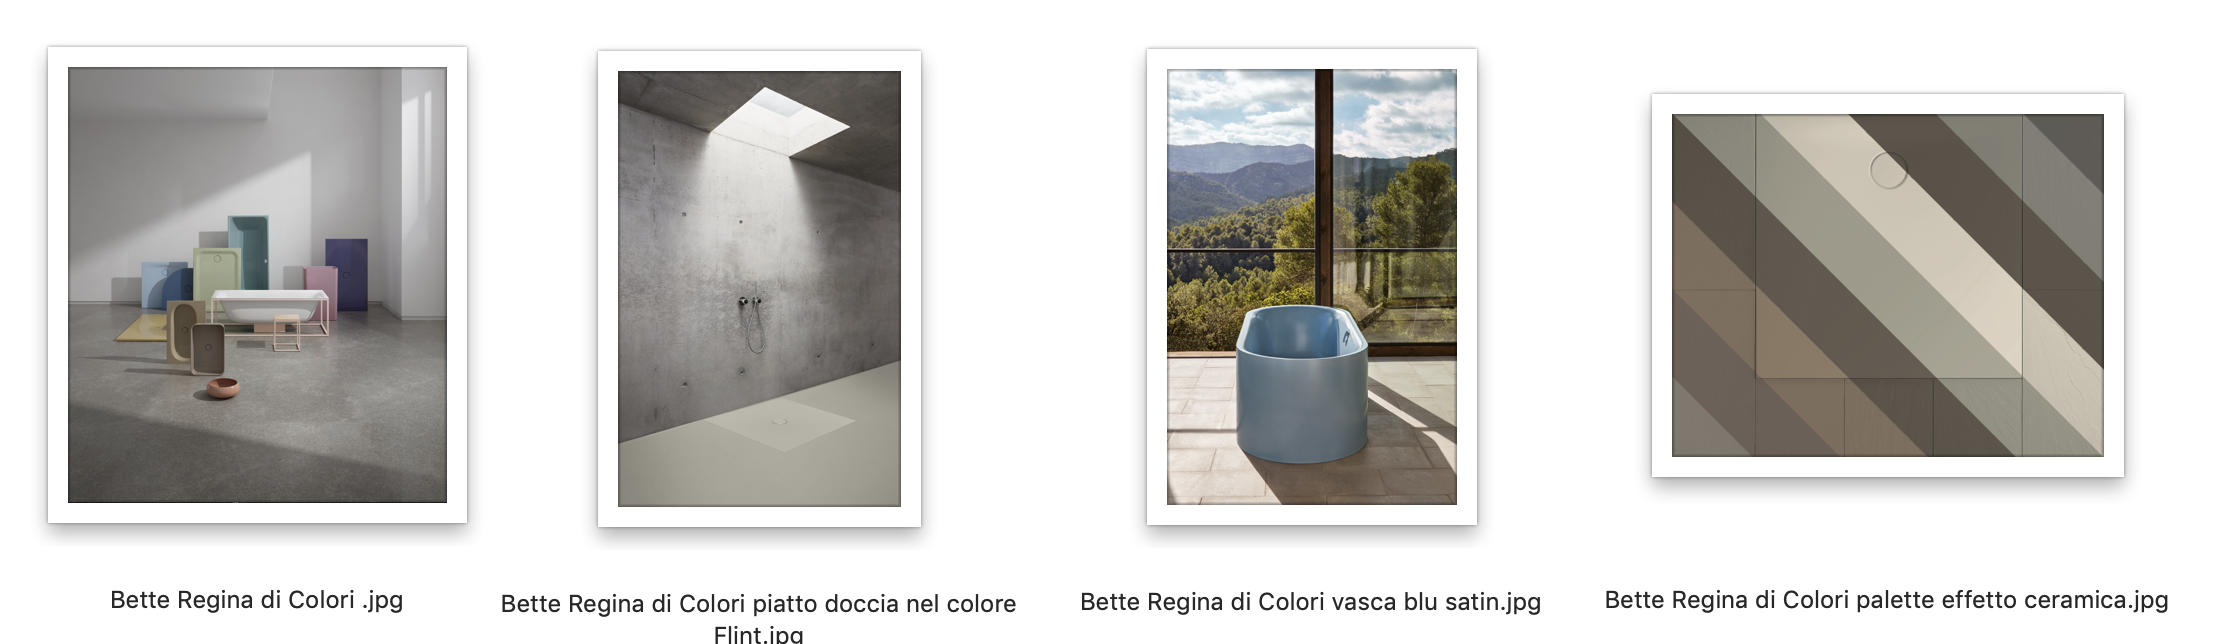 Bette Regina di Colori .jpg
Bette Regina di Colori piatto doccia nel colore
Flint.jpg
Bette Regina di Colori vasca blu satin.jpg
Bette Regina di Colori palette effetto ceramica.jpg